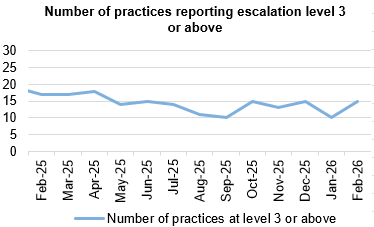 Number of practices reporting escalation level 3
or above
30
25
20
15
10
5
0
Feb-25
Mar-25
Apr-25
May-25
Jun-25
Jul-25
Aug-25
Sep-25
Oct-25
Nov-25
Dec-25
Jan-26
Feb-26
Number of practices at level 3 or above